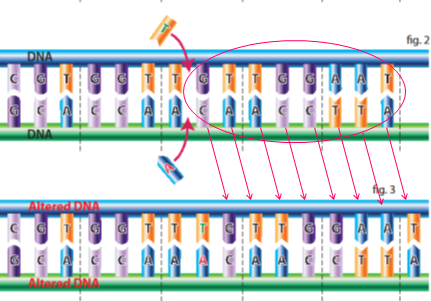 fig. 2
T
DNA
C G T G G T T G T T G G A A T
G C A C C A A C A A C C T T A
DNA
A
fig. 3
Altered DNA
C G T G G T T T G T T G G A A T
G C A C C A A A C A A C C T T A
Altered DNA